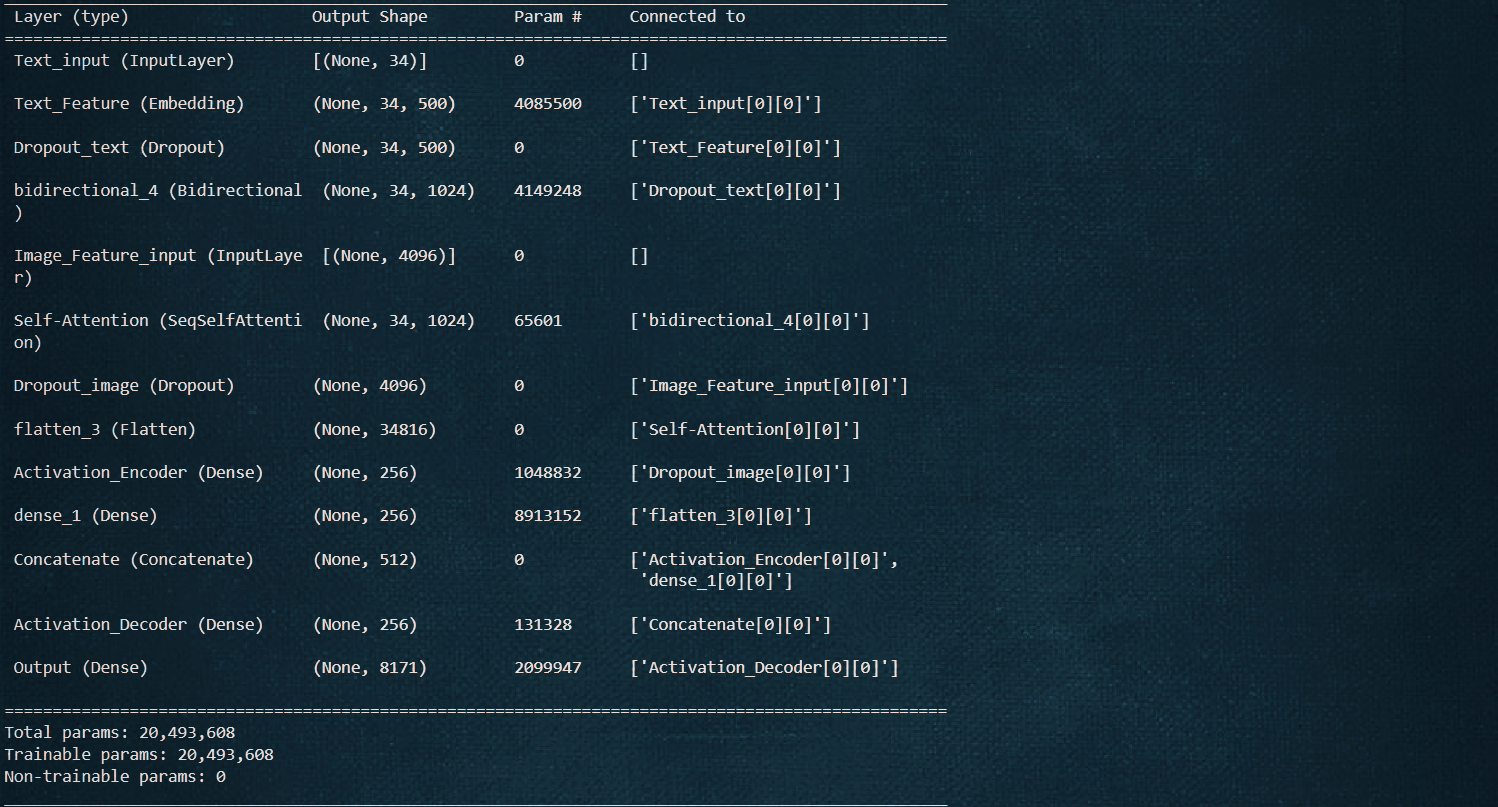 Layer (type) Output Shape Param # Connected to
==================================================================================================
Text_input (InputLayer) [(None, 34)] 0 []
Text_Feature (Embedding) (None, 34, 500) 4085500 ['Text_input[0][0]']
Dropout_text (Dropout) (None, 34, 500) 0 ['Text_Feature[0][0]']
bidirectional_4 (Bidirectional (None, 34, 1024) 4149248 ['Dropout_text[0][0]']
)
Image_Feature_input (InputLaye [(None, 4096)] 0 []
r)
Self-Attention (SeqSelfAttenti (None, 34, 1024) 65601 ['bidirectional_4[0][0]']
on)
Dropout_image (Dropout) (None, 4096) 0 ['Image_Feature_input[0][0]']
flatten_3 (Flatten) (None, 34816) 0 ['Self-Attention[0][0]']
Activation_Encoder (Dense) (None, 256) 1048832 ['Dropout_image[0][0]']
dense_1 (Dense) (None, 256) 8913152 ['flatten_3[0][0]']
Concatenate (Concatenate) (None, 512) 0 ['Activation_Encoder[0][0]',
'dense_1[0][0]']
Activation_Decoder (Dense) (None, 256) 131328 ['Concatenate[0][0]']
Output (Dense) (None, 8171) 2099947 ['Activation_Decoder[0][0]']
==================================================================================================
Total params: 20,493,608
Trainable params: 20,493,608
Non-trainable params: 0